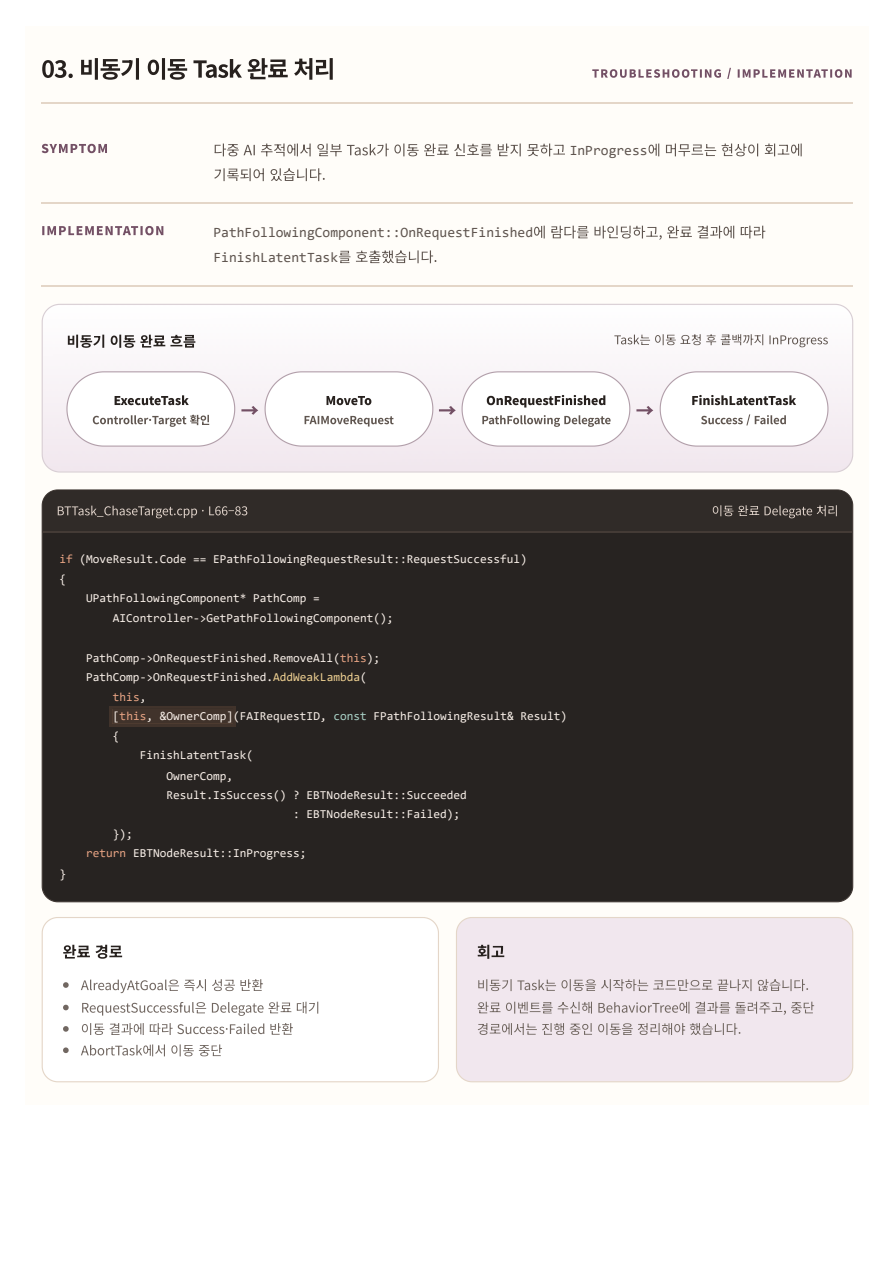 03. 비동기 이동 Task 완료 처리
TROUBLESHOOTING / IMPLEMENTATION
SYMPTOM
다중 AI 추적에서 일부 Task가 이동 완료 신호를 받지 못하고 InProgress에 머무르는 현상이 회고에
기록되어 있습니다.
IMPLEMENTATION
PathFollowingComponent::OnRequestFinished에 람다를 바인딩하고, 완료 결과에 따라
FinishLatentTask를 호출했습니다.
비동기 이동 완료 흐름
Task는 이동 요청 후 콜백까지 InProgress
ExecuteTask
Controller·Target 확인
→
MoveTo
FAIMoveRequest
→
OnRequestFinished
PathFollowing Delegate
→
FinishLatentTask
Success / Failed
BTTask_ChaseTarget.cpp · L66–83
이동 완료 Delegate 처리
if (MoveResult.Code == EPathFollowingRequestResult::RequestSuccessful)
{
    UPathFollowingComponent* PathComp =
        AIController->GetPathFollowingComponent();
    PathComp->OnRequestFinished.RemoveAll(this);
    PathComp->OnRequestFinished.AddWeakLambda(
        this,
        [this, &OwnerComp](FAIRequestID, const FPathFollowingResult& Result)
        {
            FinishLatentTask(
                OwnerComp,
                Result.IsSuccess() ? EBTNodeResult::Succeeded
                                   : EBTNodeResult::Failed);
        });
    return EBTNodeResult::InProgress;
}
완료 경로
• AlreadyAtGoal은 즉시 성공 반환
• RequestSuccessful은 Delegate 완료 대기
• 이동 결과에 따라 Success·Failed 반환
• AbortTask에서 이동 중단
회고
비동기 Task는 이동을 시작하는 코드만으로 끝나지 않습니다.
완료 이벤트를 수신해 BehaviorTree에 결과를 돌려주고, 중단
경로에서는 진행 중인 이동을 정리해야 했습니다.